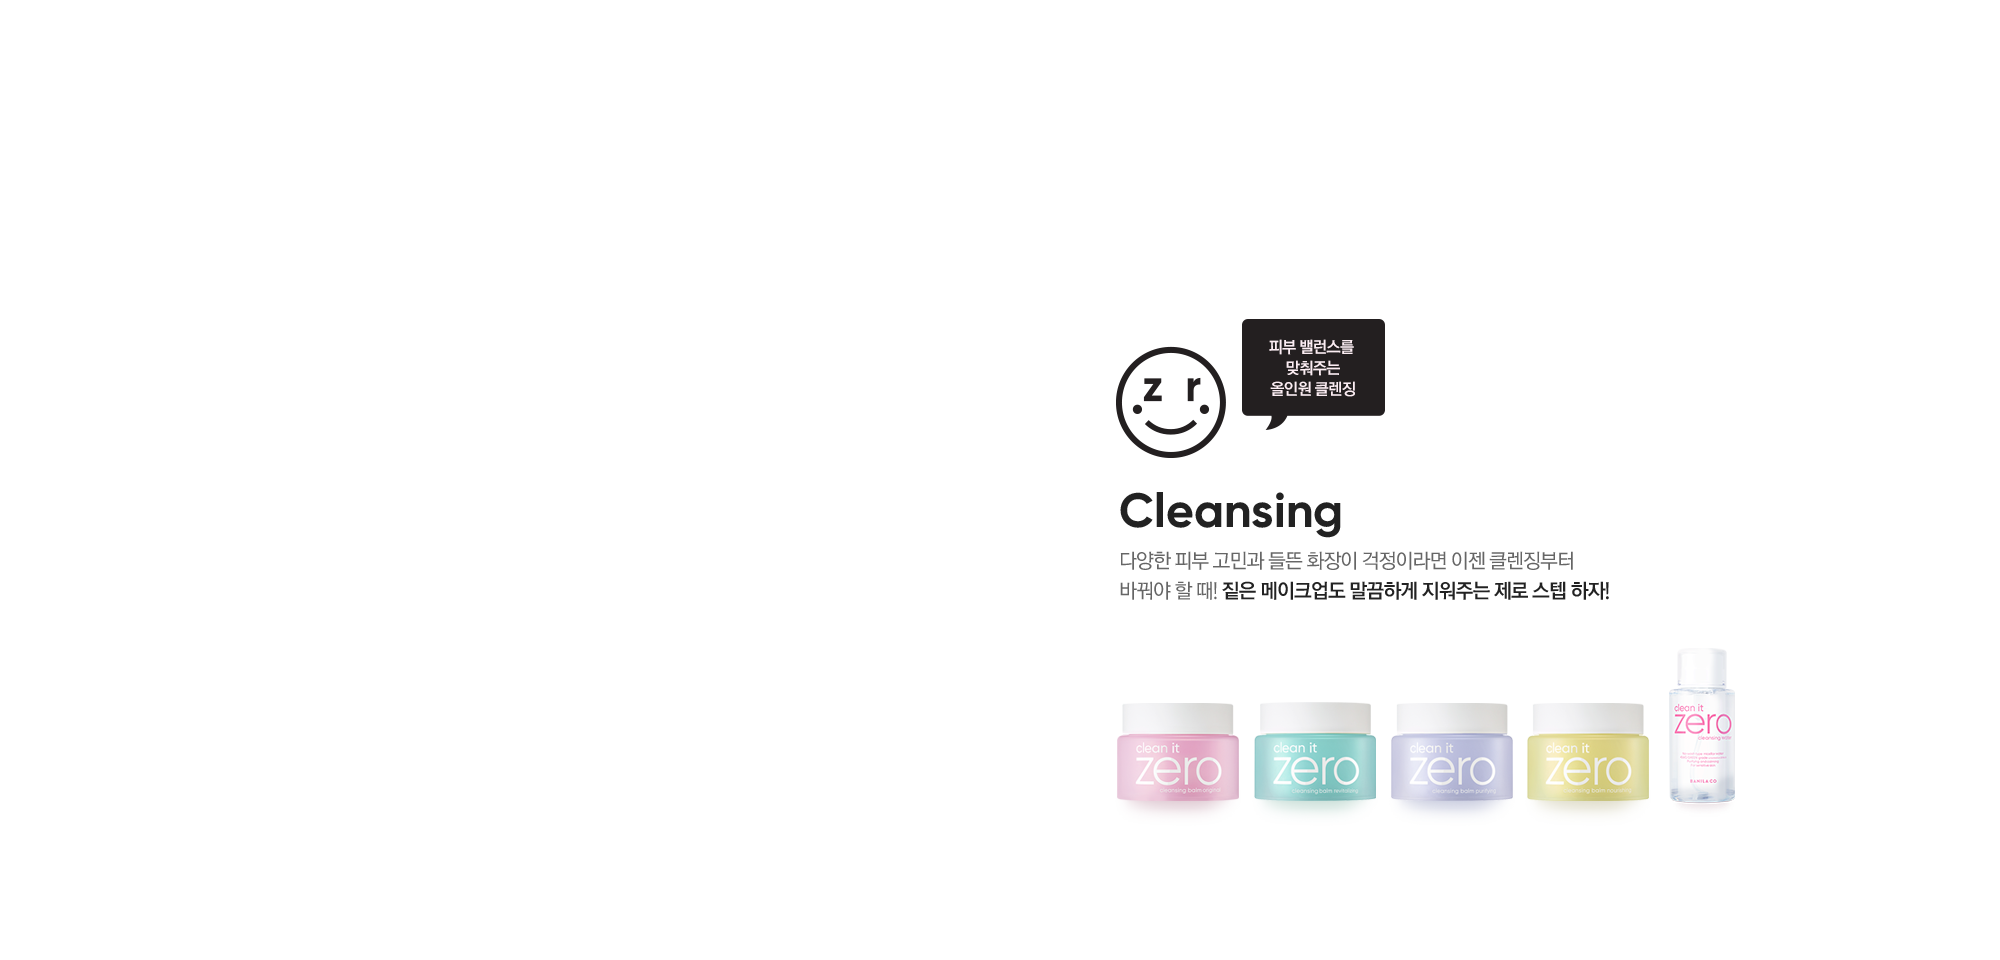 피부 밸런스를
맞춰주는
올인원 클렌징
z r
Cleansing
다양한 피부 고민과 들뜬 화장이 걱정이라면 이젠 클렌징부터
바꿔야 할 때! 짙은 메이크업도 말끔하게 지워주는 제로 스텝 하자!
clean it
zero
cleansing balm original
clean it
zero
cleansing balm revitalizing
clean it
zero
cleansing balm purifying
clean it
zero
cleansing balm nourishing
clean it
zero
cleansing water
BANILA CO